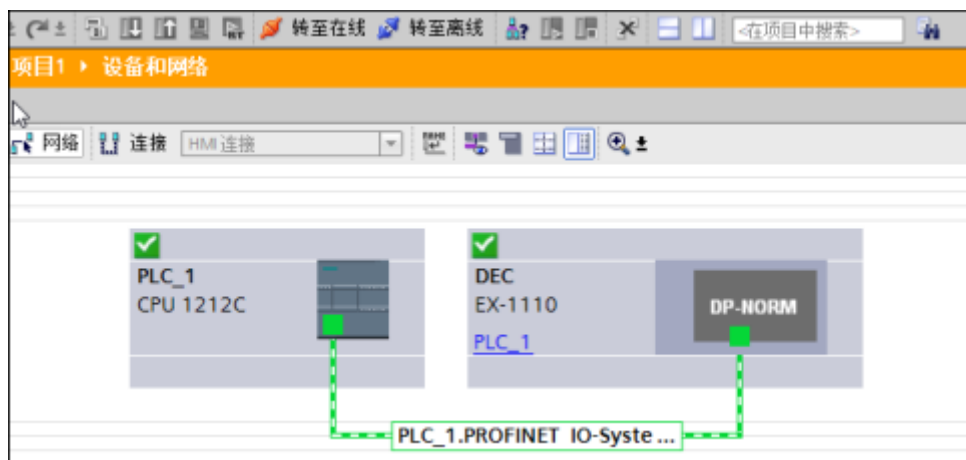 转至在线 转至离线 <在项目中搜索>
项目1 ▸ 设备和网络
网络 连接 HMI 连接
PLC_1
CPU 1212C
DEC
EX-1110
PLC_1
DP-NORM
PLC_1.PROFINET IO-Syste ...